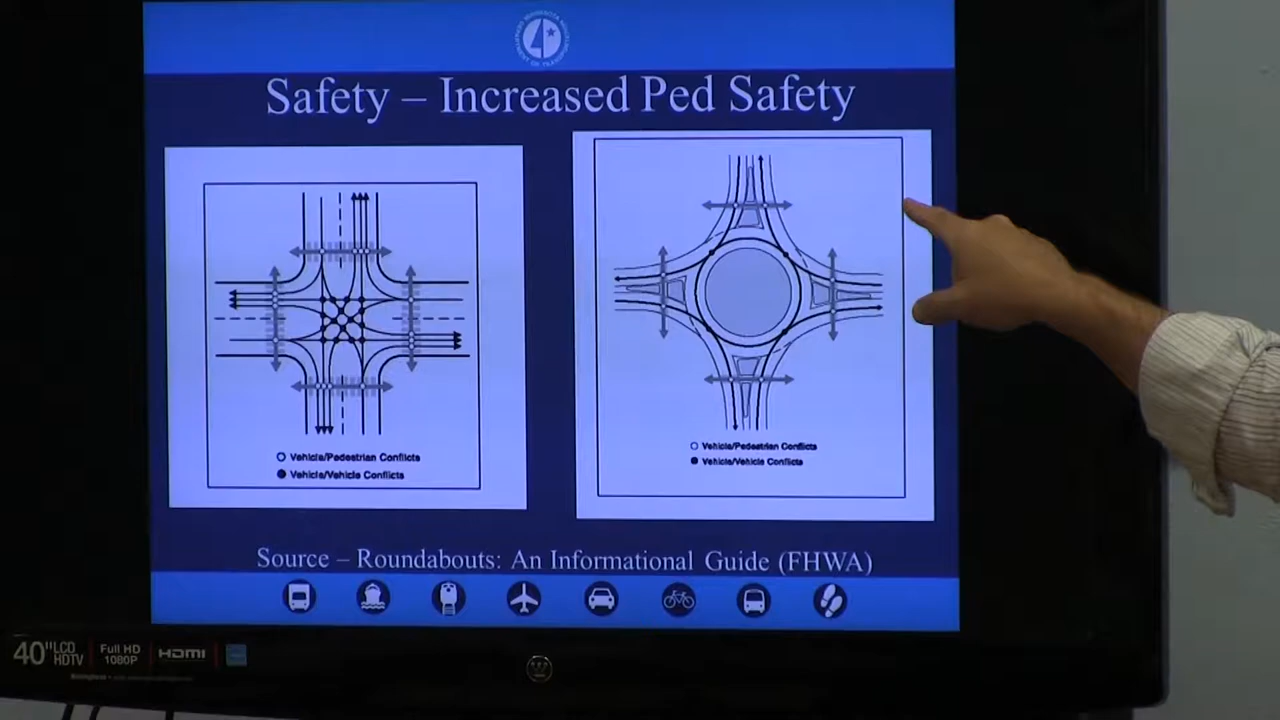 Safety – Increased Ped Safety
Vehicle/Pedestrian Conflicts
Vehicle/Vehicle Conflicts
Vehicle/Pedestrian Conflicts
Vehicle/Vehicle Conflicts
Source – Roundabouts: An Informational Guide (FHWA)
40" LCD HDTV
Full HD 1080P
HDMI